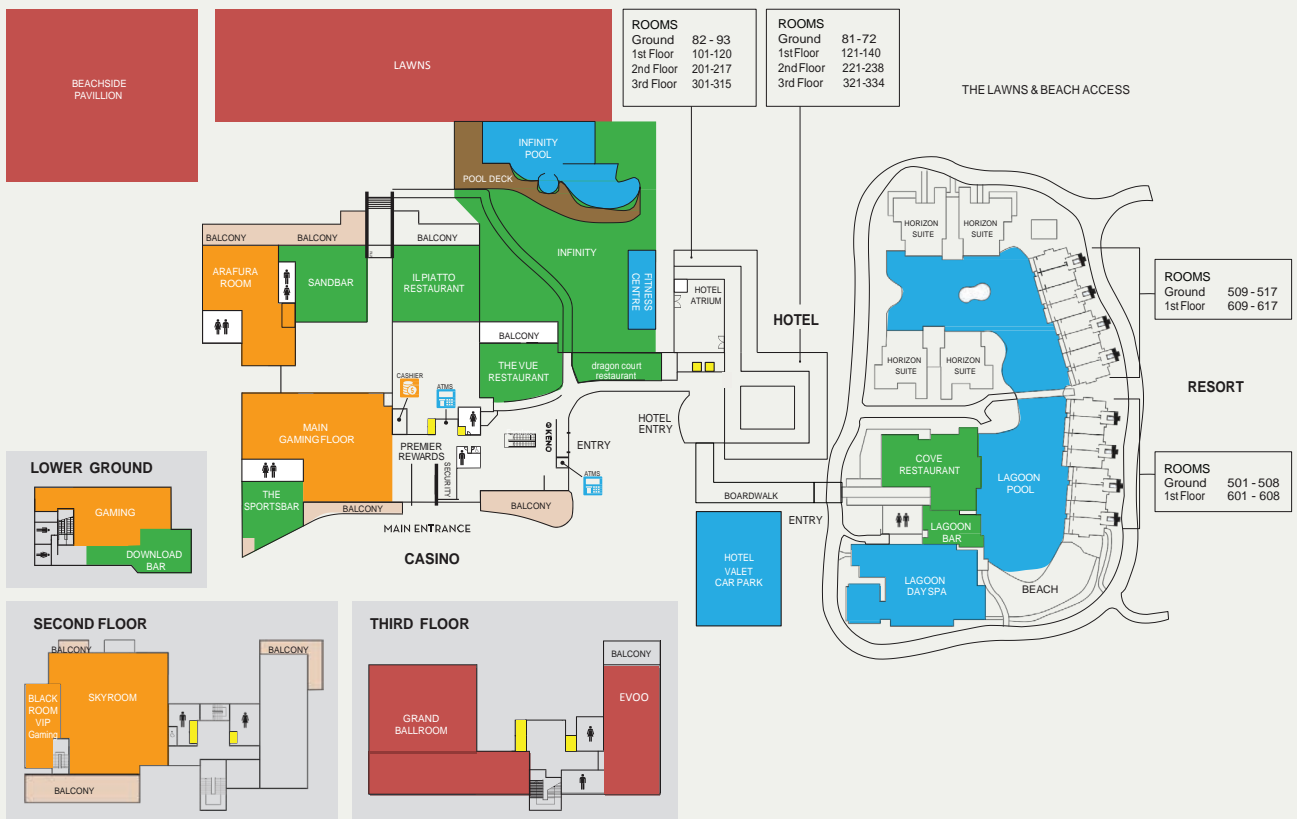 BEACHSIDE
PAVILLION
LAWNS
ROOMS
Ground 82 - 93
1st Floor 101-120
2nd Floor 201-217
3rd Floor 301-315
ROOMS
Ground 81-72
1st Floor 121-140
2nd Floor 221-238
3rd Floor 321-334
THE LAWNS & BEACH ACCESS
INFINITY
POOL
POOL DECK
BALCONY
BALCONY
BALCONY
ARAFURA
ROOM
SANDBAR
ILPIATTO
RESTAURANT
INFINITY
FITNESS
CENTRE
HOTEL
ATRIUM
HOTEL
BALCONY
THE VUE
RESTAURANT
dragon court
restaurant
CASHIER
ATMS
MAIN
GAMING FLOOR
PREMIER
REWARDS
SECURITY
KENO
ENTRY
ATMS
HOTEL
ENTRY
THE
SPORTSBAR
BALCONY
BALCONY
MAIN ENTRANCE
CASINO
BOARDWALK
ENTRY
HOTEL
VALET
CAR PARK
HORIZON
SUITE
HORIZON
SUITE
HORIZON
SUITE
HORIZON
SUITE
ROOMS
Ground 509 - 517
1st Floor 609 - 617
RESORT
COVE
RESTAURANT
LAGOON
POOL
LAGOON
BAR
ROOMS
Ground 501 - 508
1st Floor 601 - 608
LAGOON
DAY SPA
BEACH
LOWER GROUND
GAMING
DOWNLOAD
BAR
SECOND FLOOR
BALCONY
BALCONY
BLACK
ROOM
VIP
Gaming
SKYROOM
BALCONY
THIRD FLOOR
BALCONY
GRAND
BALLROOM
EVOO